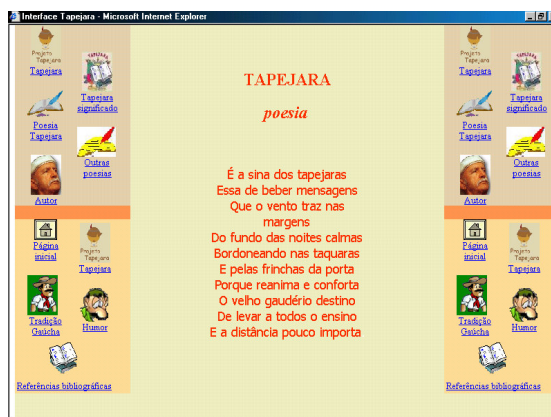 Interface Tapejara - Microsoft Internet Explorer
Projeto
Tapejara
Tapejara
Tapejara
significado
Poesia
Tapejara
Outras
poesias
Autor
Página
inicial
Projeto
Tapejara
Tapejara
Tradição
Gaúcha
Humor
Referências bibliográficas
TAPEJARA
poesia
É a sina dos tapejaras
Essa de beber mensagens
Que o vento traz nas
margens
Do fundo das noites calmas
Bordoneando nas taquaras
E pelas frinchas da porta
Porque reanima e conforta
O velho gaudério destino
De levar a todos o ensino
E a distância pouco importa
Projeto
Tapejara
Tapejara
Tapejara
significado
Poesia
Tapejara
Outras
poesias
Autor
Página
inicial
Projeto
Tapejara
Tapejara
Tradição
Gaúcha
Humor
Referências bibliográficas